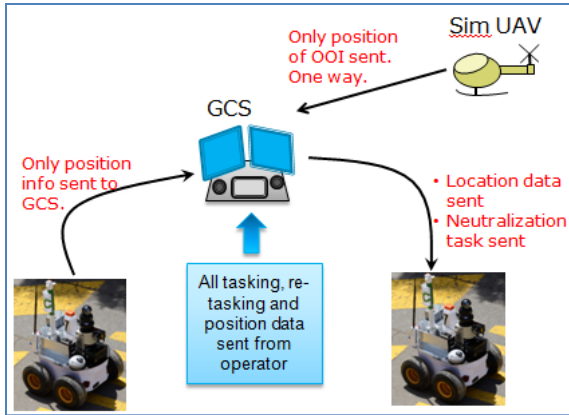 Sim UAV
Only position
of OOI sent.
One way.
GCS
Only position
info sent to
GCS.
• Location data
sent
• Neutralization
task sent
All tasking, re-
tasking and
position data
sent from
operator